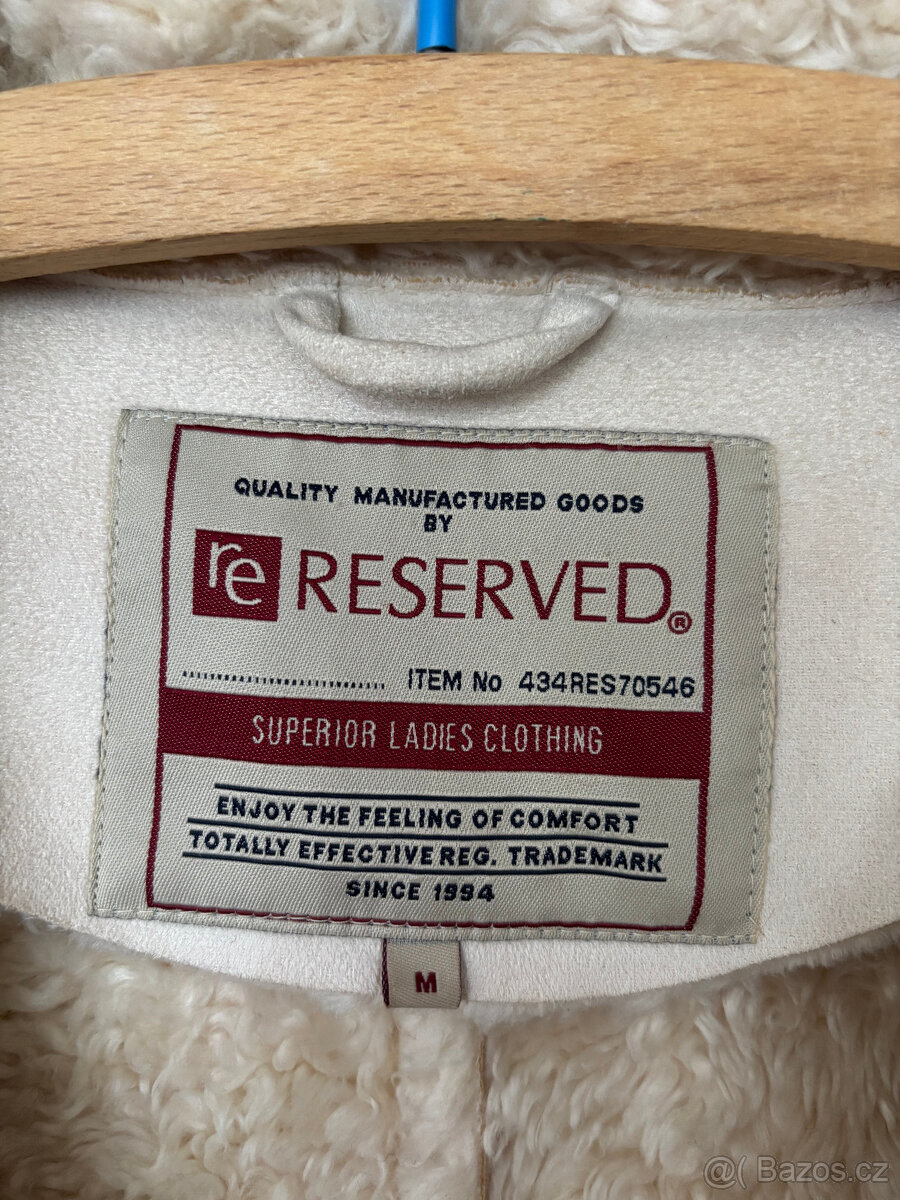 QUALITY MANUFACTURED GOODS
BY
re RESERVED®
ITEM No 434RES70546
SUPERIOR LADIES CLOTHING
ENJOY THE FEELING OF COMFORT
TOTALLY EFFECTIVE REG. TRADEMARK
SINCE 1994
M
@( Bazos.cz